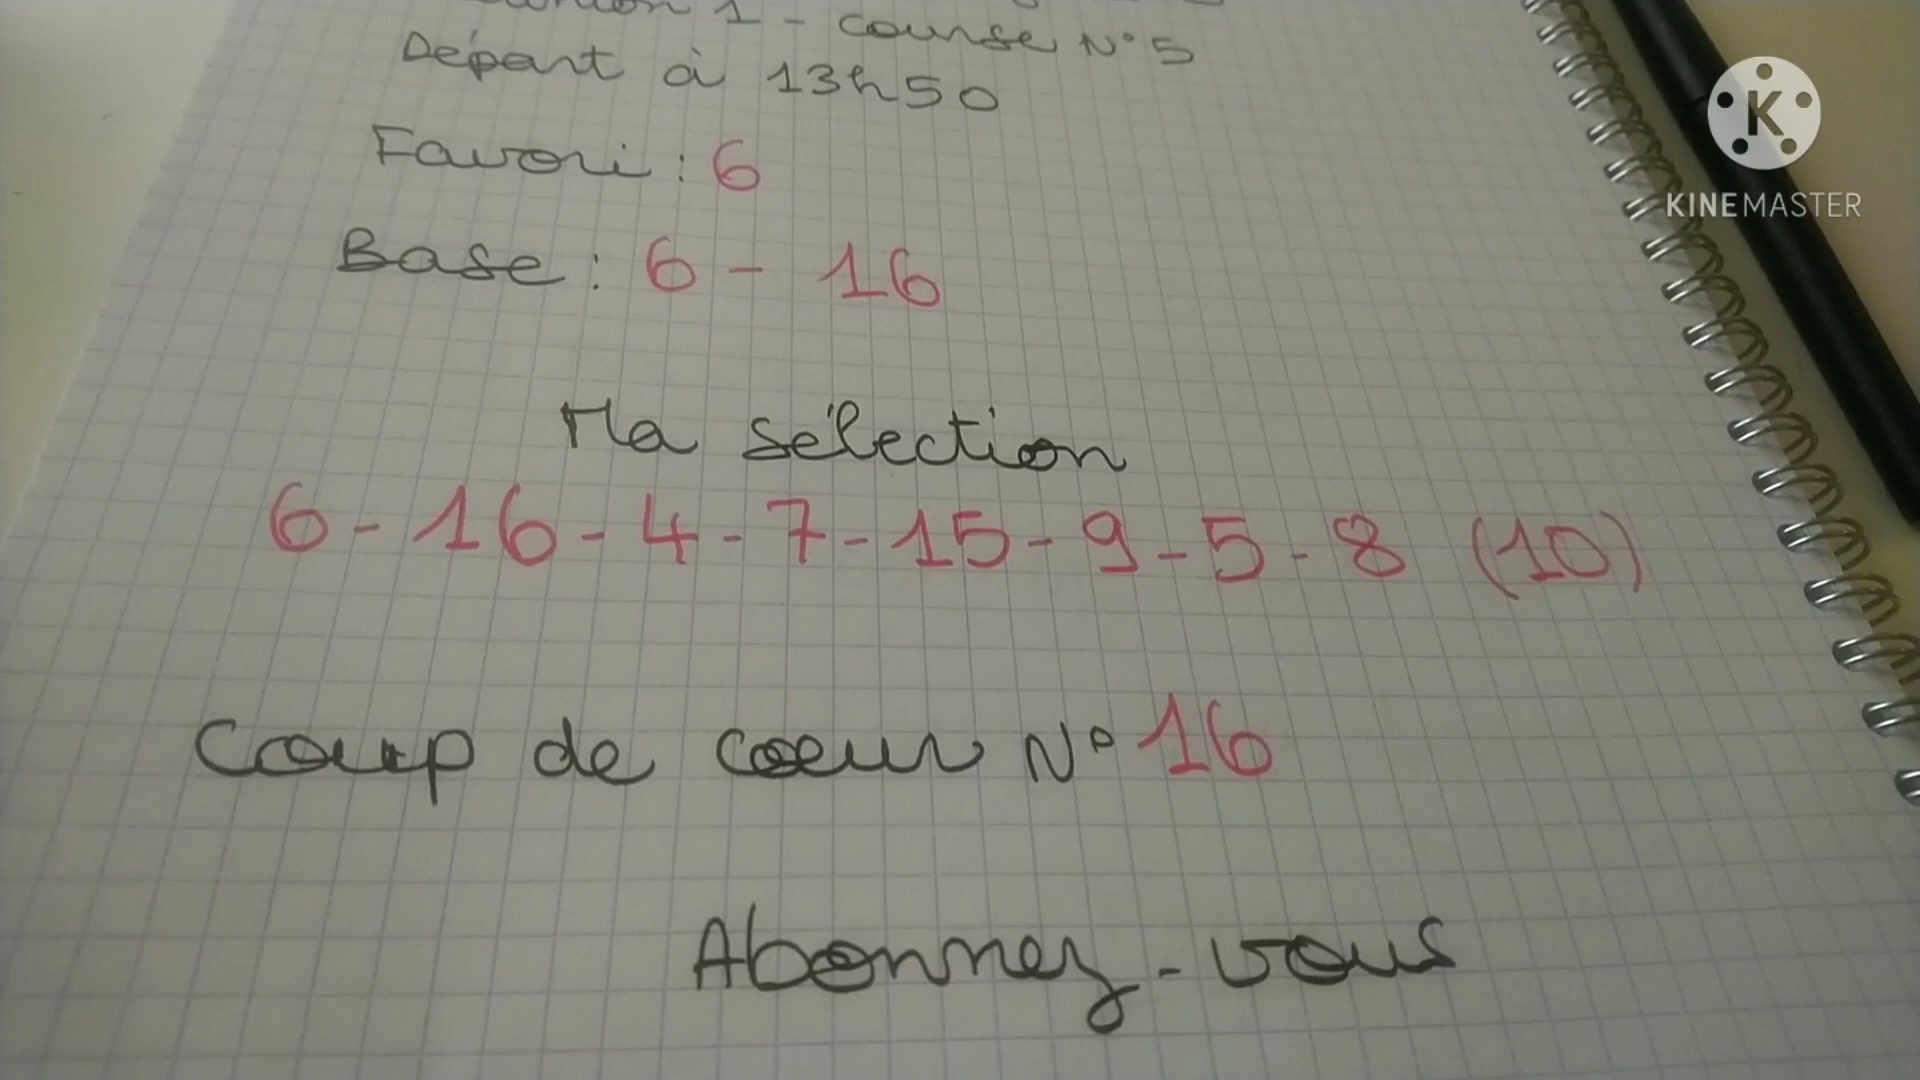 1 - course N°5
Départ à 13h50
Favori : 6
Base : 6 - 16
Ma sélection
6 - 16 - 4 - 7 - 15 - 9 - 5 - 8 (10)
Coup de coeur N° 16
Abonnez-vous
K
KINEMASTER